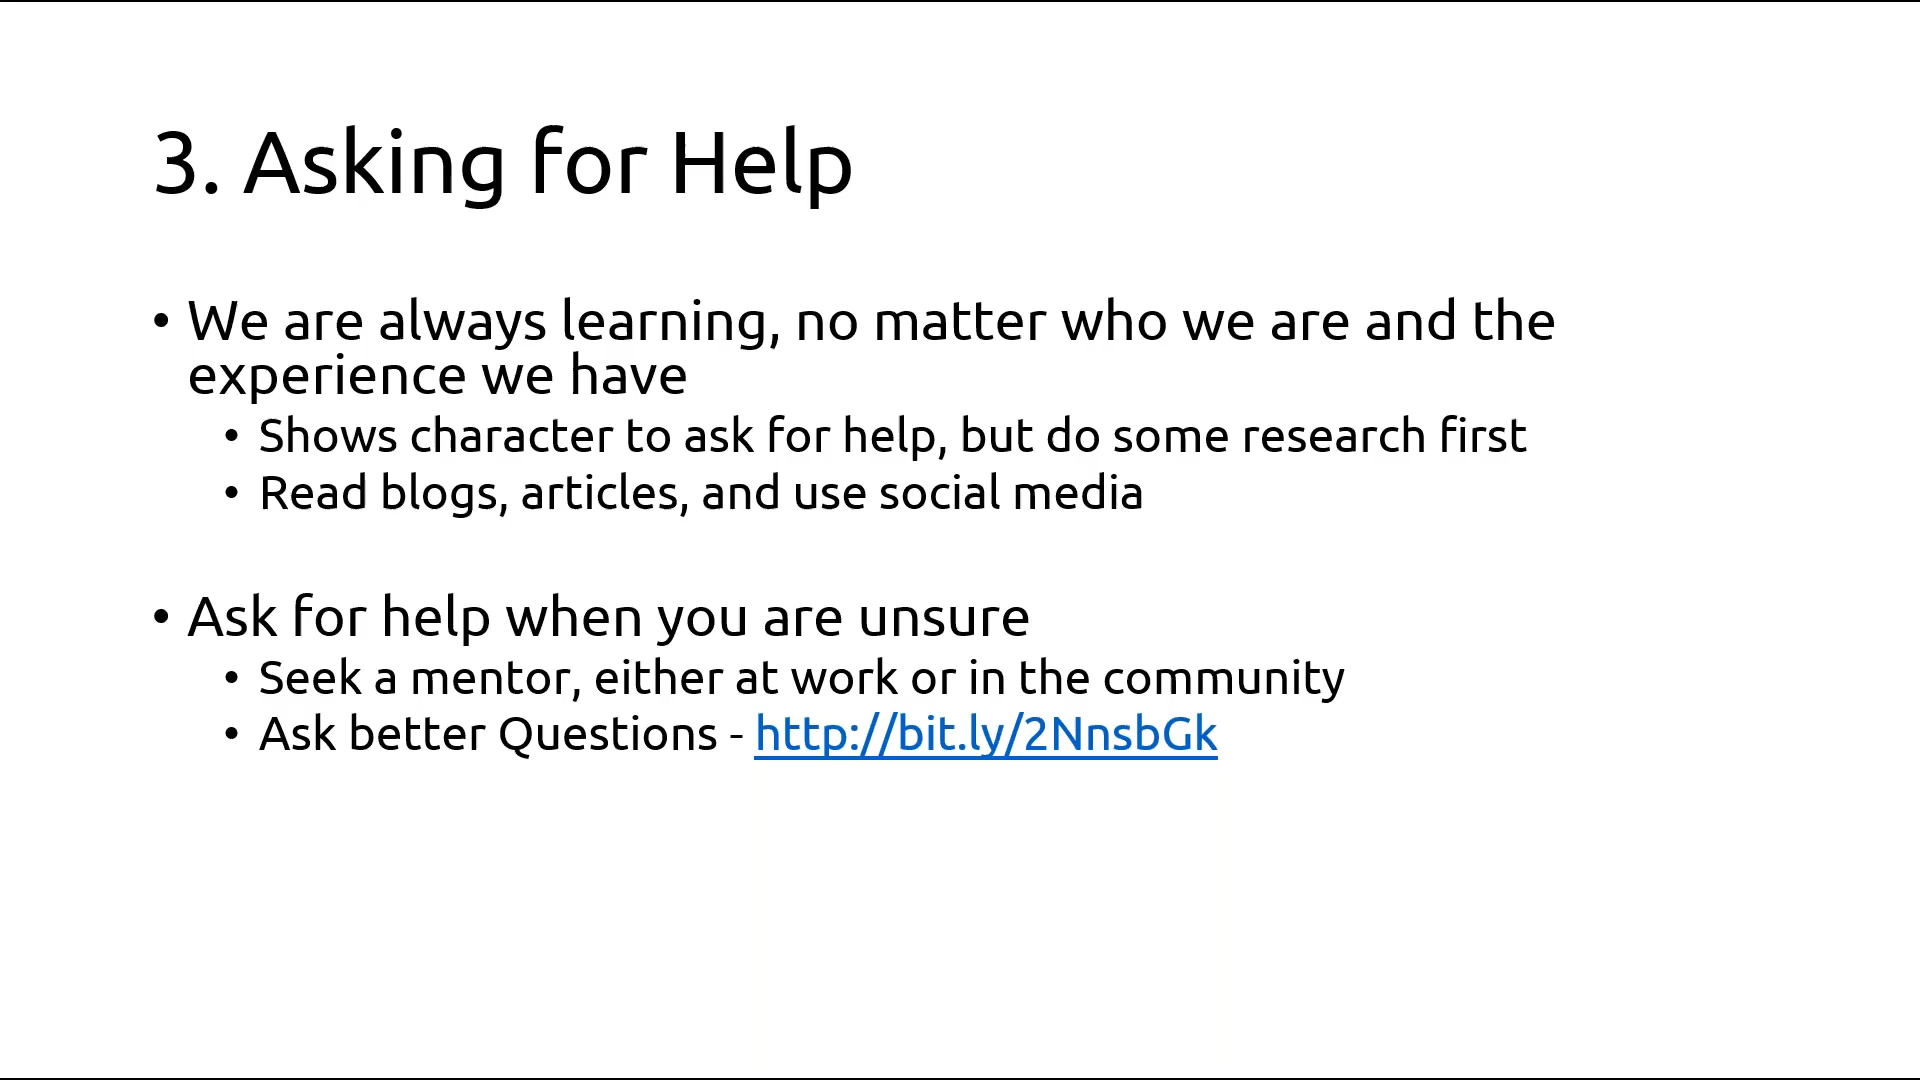 3. Asking for Help
• We are always learning, no matter who we are and the
experience we have
• Shows character to ask for help, but do some research first
• Read blogs, articles, and use social media
• Ask for help when you are unsure
• Seek a mentor, either at work or in the community
• Ask better Questions - http://bit.ly/2NnsbGk